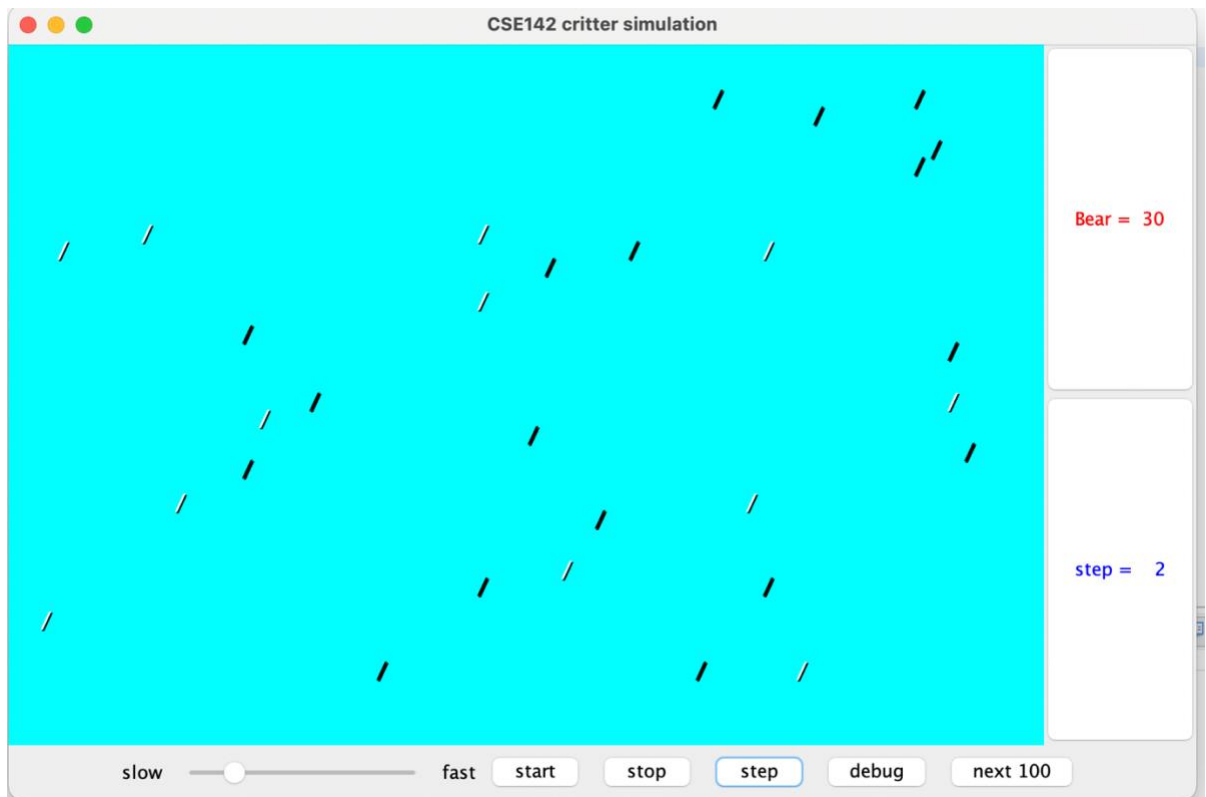 CSE142 critter simulation
Bear = 30
step = 2
slow
fast
start
stop
step
debug
next 100